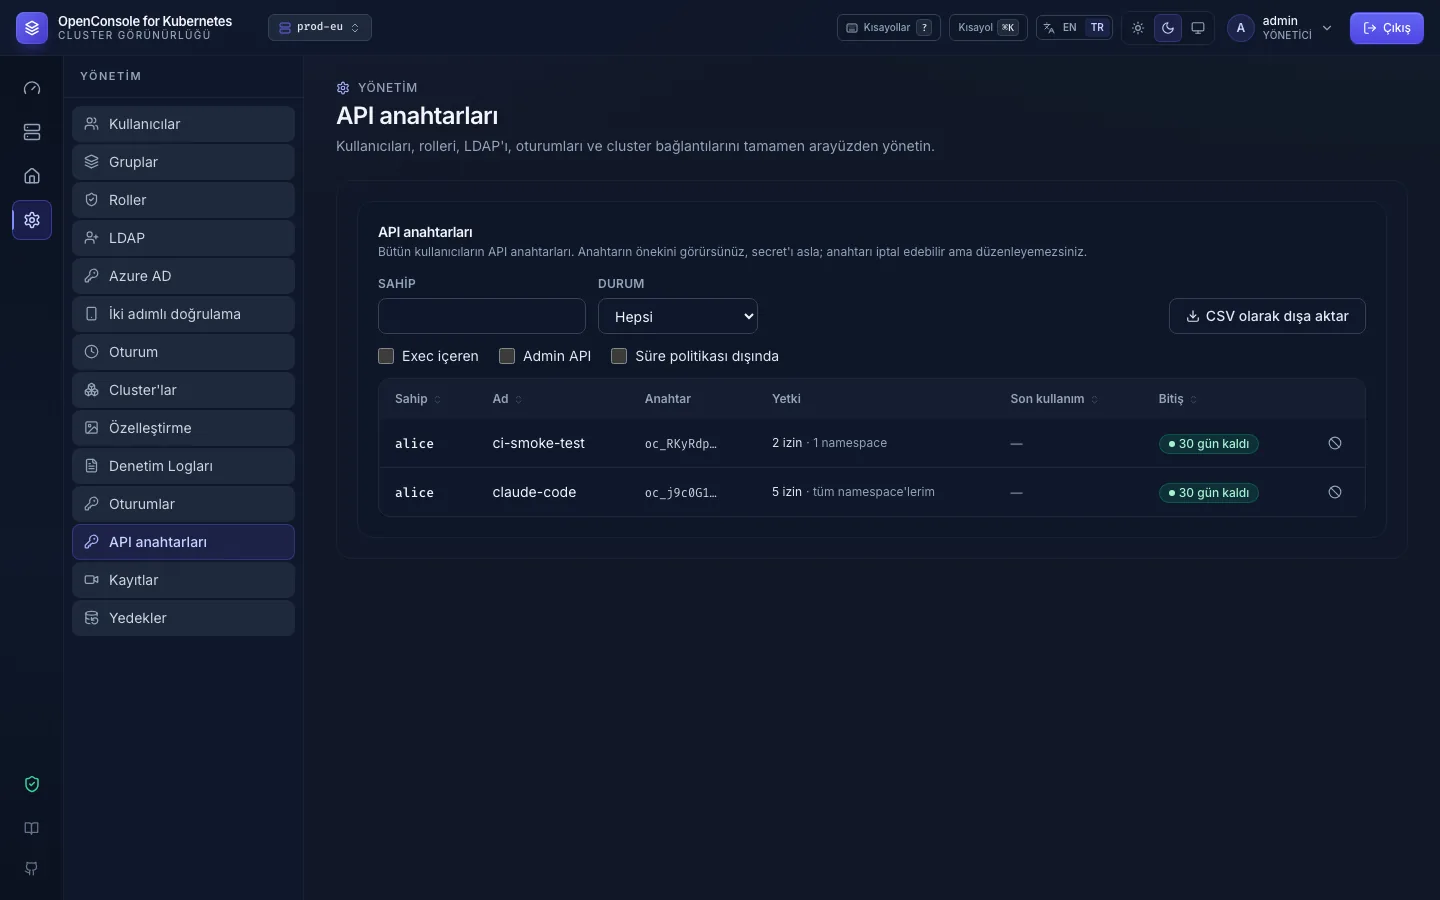 OpenConsole for Kubernetes
CLUSTER GÖRÜNÜRLÜĞÜ
prod-eu
Kısayollar ?
Kısayol ⌘K
EN TR
A
admin
YÖNETİCİ
Çıkış
YÖNETİM
Kullanıcılar
Gruplar
Roller
LDAP
Azure AD
İki adımlı doğrulama
Oturum
Cluster'lar
Özelleştirme
Denetim Logları
Oturumlar
API anahtarları
Kayıtlar
Yedekler
YÖNETİM
API anahtarları
Kullanıcıları, rolleri, LDAP'ı, oturumları ve cluster bağlantılarını tamamen arayüzden yönetin.
API anahtarları
Bütün kullanıcıların API anahtarları. Anahtarın önekini görürsünüz, secret'ı asla; anahtarı iptal edebilir ama düzenleyemezsiniz.
SAHİP
DURUM
Hepsi
CSV olarak dışa aktar
Exec içeren Admin API Süre politikası dışında
Sahip Ad Anahtar Yetki Son kullanım Bitiş
alice ci-smoke-test oc_RKyRdp… 2 izin · 1 namespace — 30 gün kaldı
alice claude-code oc_j9c0G1… 5 izin · tüm namespace'lerim — 30 gün kaldı